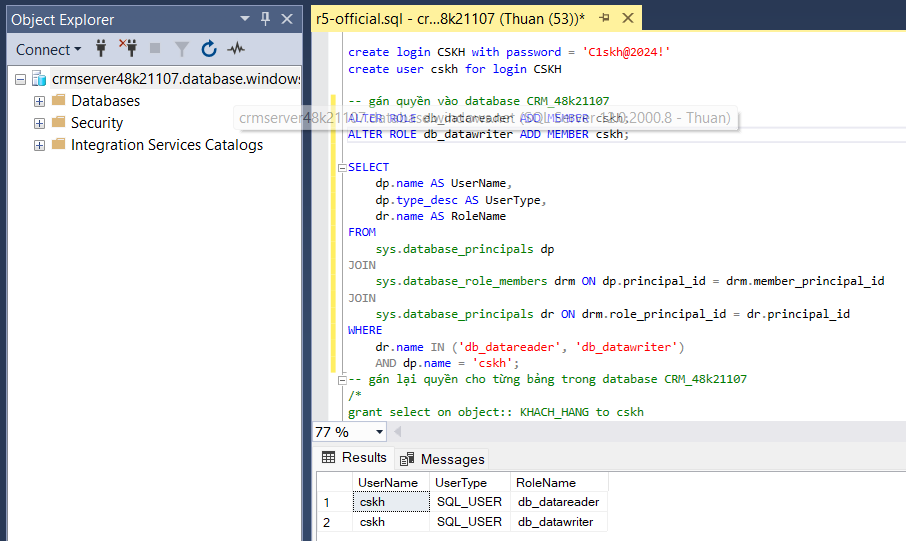 Object Explorer
Connect
crmserver48k21107.database.windows
Databases
Security
Integration Services Catalogs
r5-official.sql - cr...8k21107 (Thuan (53))*
create login CSKH with password = 'C1skh@2024!'
create user cskh for login CSKH
-- gán quyền vào database CRM_48k21107
ALTER ROLE db_datareader ADD MEMBER cskh;
ALTER ROLE db_datawriter ADD MEMBER cskh;
SELECT
dp.name AS UserName,
dp.type_desc AS UserType,
dr.name AS RoleName
FROM
sys.database_principals dp
JOIN
sys.database_role_members drm ON dp.principal_id = drm.member_principal_id
JOIN
sys.database_principals dr ON drm.role_principal_id = dr.principal_id
WHERE
dr.name IN ('db_datareader', 'db_datawriter')
AND dp.name = 'cskh';
-- gán lại quyền cho từng bảng trong database CRM_48k21107
/*
grant select on object:: KHACH_HANG to cskh
77 %
Results Messages
UserName UserType RoleName
1 cskh SQL_USER db_datareader
2 cskh SQL_USER db_datawriter